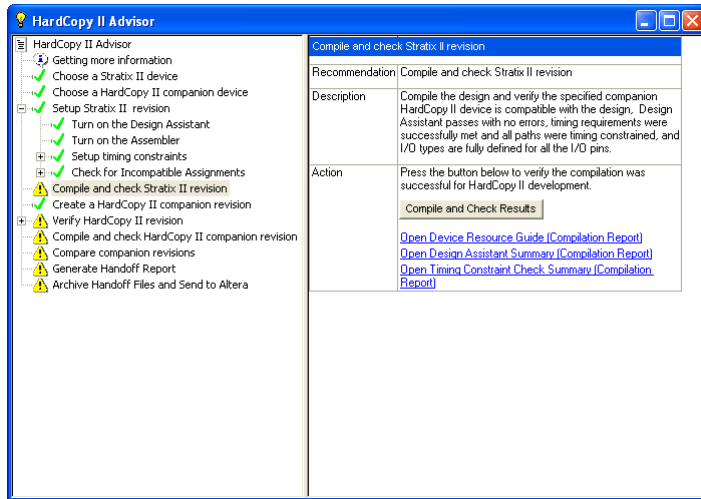 HardCopy II Advisor
HardCopy II Advisor
Getting more information
Choose a Stratix II device
Choose a HardCopy II companion device
Setup Stratix II revision
Turn on the Design Assistant
Turn on the Assembler
Setup timing constraints
Check for Incompatible Assignments
Compile and check Stratix II revision
Create a HardCopy II companion revision
Verify HardCopy II revision
Compile and check HardCopy II companion revision
Compare companion revisions
Generate Handoff Report
Archive Handoff Files and Send to Altera
Compile and check Stratix II revision
Recommendation Compile and check Stratix II revision
Description Compile the design and verify the specified companion
HardCopy II device is compatible with the design, Design
Assistant passes with no errors, timing requirements were
successfully met and all paths were timing constrained, and
I/O types are fully defined for all the I/O pins.
Action Press the button below to verify the compilation was
successful for HardCopy II development.
Compile and Check Results
Open Device Resource Guide (Compilation Report)
Open Design Assistant Summary (Compilation Report)
Open Timing Constraint Check Summary (Compilation
Report)